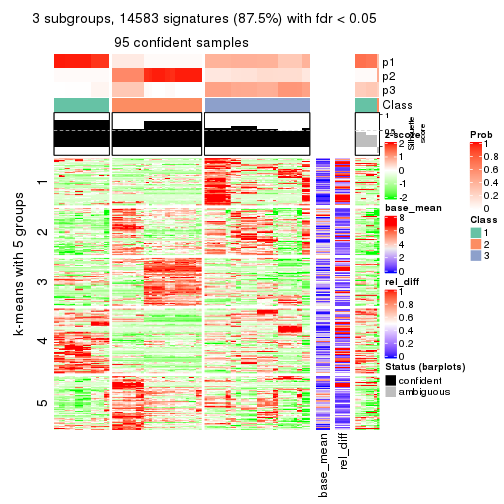 3 subgroups, 14583 signatures (87.5%) with fdr < 0.05
95 confident samples
p1
p2
p3
Class
1
0.5
0
Silhouette
score
k-means with 5 groups
1
2
3
4
5
base_mean
rel_diff
z-score
2
1
0
-1
-2
base_mean
8
6
4
2
0
rel_diff
1
0.8
0.6
0.4
0.2
0
Status (barplots)
confident
ambiguous
Prob
1
0.8
0.6
0.4
0.2
0
Class
1
2
3